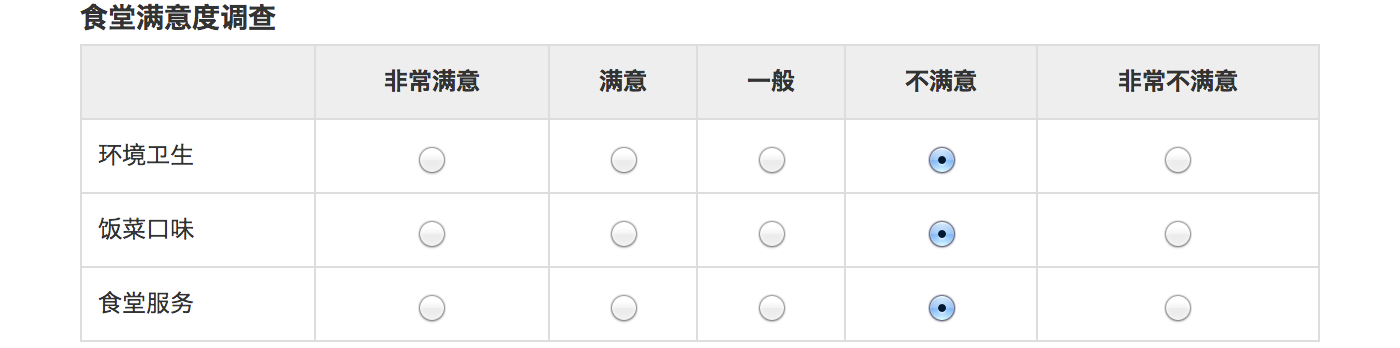 食堂满意度调查
非常满意 满意 一般 不满意 非常不满意
环境卫生
饭菜口味
食堂服务